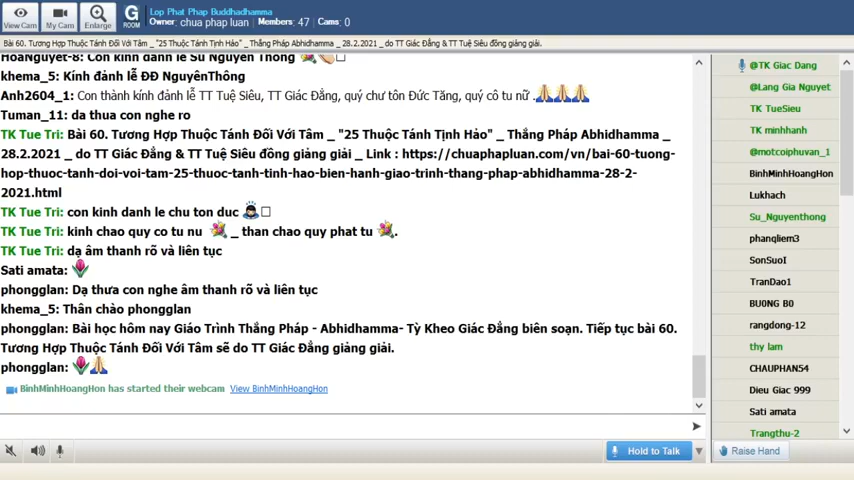 Lop Phat Phap Buddhadhamma
Owner: chua phap luan Members: 47 Cams: 0
View Cam My Cam Enlarge G ROOM
Bài 60. Tương Hợp Thuộc Tánh Đối Với Tâm _ "25 Thuộc Tánh Tịnh Hảo" _ Thắng Pháp Abhidhamma _ 28.2.2021 _ do TT Giác Đẳng & TT Tuệ Siêu đồng giảng giải.
HoaNguyet-8: Con kính đảnh lễ Sư Nguyên Thông
khema_5: Kính đảnh lễ ĐĐ NguyênThông
Anh2604_1: Con thành kính đảnh lễ TT Tuệ Siêu, TT Giác Đẳng, quý chư tôn Đức Tăng, quý cô tu nữ .
Tuman_11: da thua con nghe ro
TK Tue Tri: Bài 60. Tương Hợp Thuộc Tánh Đối Với Tâm _ "25 Thuộc Tánh Tịnh Hảo" _ Thắng Pháp Abhidhamma _
28.2.2021 _ do TT Giác Đẳng & TT Tuệ Siêu đồng giảng giải _ Link : https://chuaphapluan.com/vn/bai-60-tuong-
hop-thuoc-tanh-doi-voi-tam-25-thuoc-tanh-tinh-hao-bien-hanh-giao-trinh-thang-phap-abhidhamma-28-2-
2021.html
TK Tue Tri: con kinh danh le chu ton duc
TK Tue Tri: kinh chao quy co tu nu _ than chao quy phat tu .
TK Tue Tri: dạ âm thanh rõ và liên tục
Sati amata:
phongglan: Dạ thưa con nghe âm thanh rõ và liên tục
khema_5: Thân chào phongglan
phongglan: Bài học hôm nay Giáo Trình Thắng Pháp - Abhidhamma- Tỳ Kheo Giác Đẳng biên soạn. Tiếp tục bài 60.
Tương Hợp Thuộc Tánh Đối Với Tâm sẽ do TT Giác Đẳng giảng giải.
phongglan:
BinhMinhHoangHon has started their webcam View BinhMinhHoangHon
Hold to Talk
@TK Giac Dang
@Lang Gia Nguyet
TK TueSieu
TK minhhanh
@motcoiphuvan_1
BinhMinhHoangHon
Lukhach
Su_Nguyenthong
phanqliem3
SonSuoI
TranDao1
BU0NG B0
rangdong-12
thy lam
CHAUPHAN54
Dieu Giac 999
Sati amata
Trangthu-2
Raise Hand